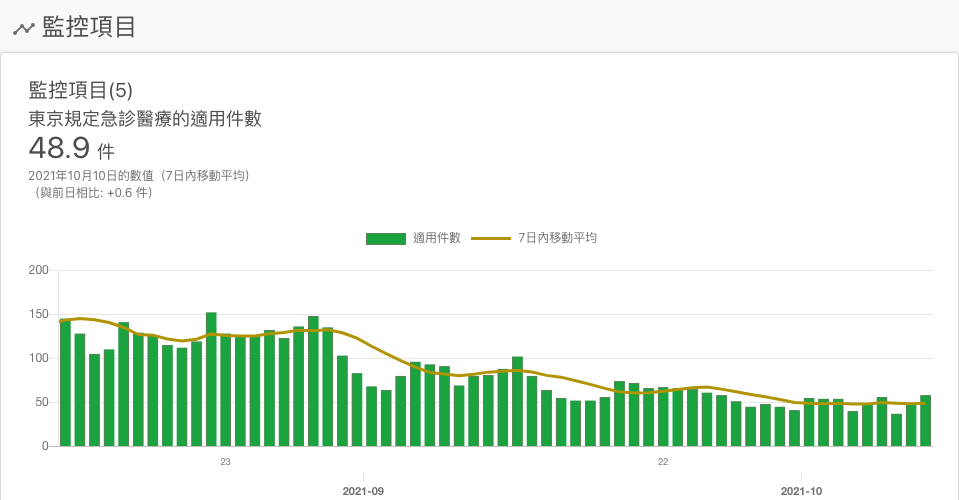 監控項目
監控項目(5)
東京規定急診醫療的適用件數
48.9 件
2021年10月10日的數值（7日內移動平均）
（與前日相比: +0.6 件）
適用件數 7日內移動平均
200
150
100
50
0
23 22
2021-09 2021-10